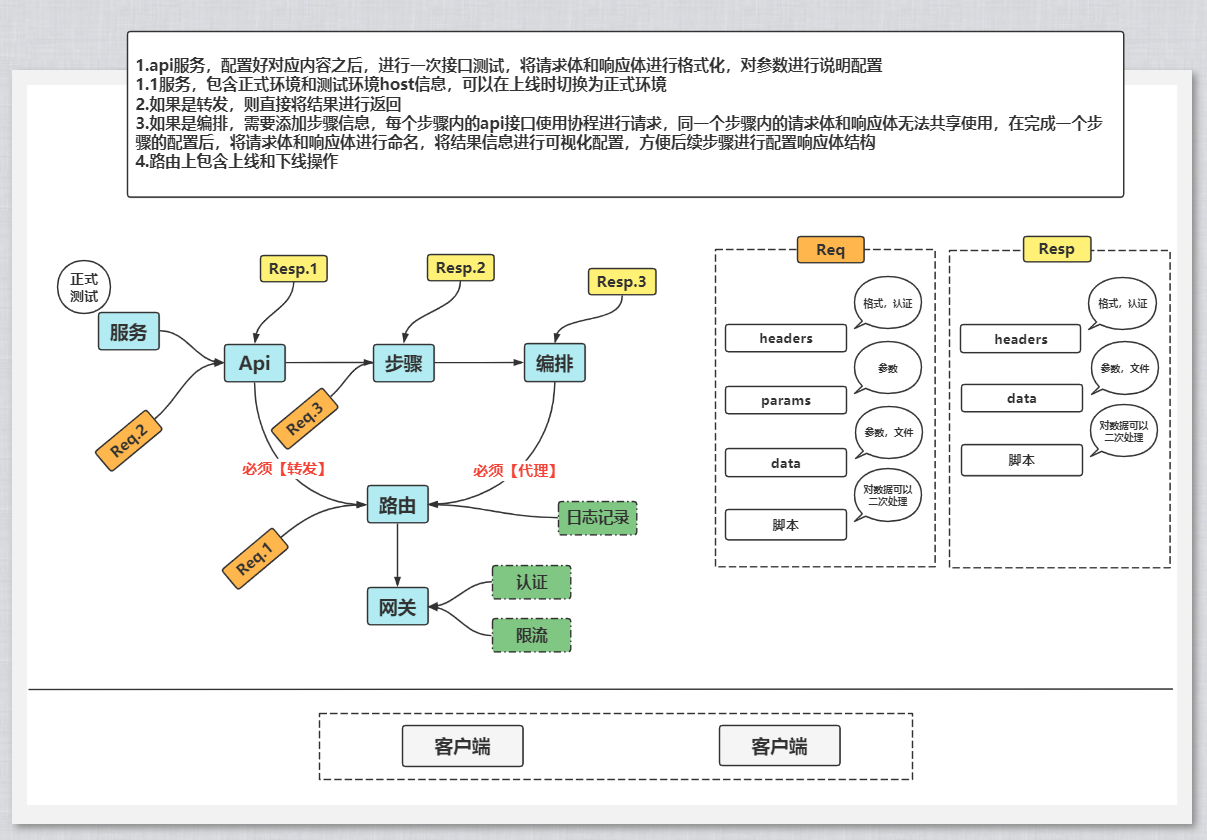 1.api服务，配置好对应内容之后，进行一次接口测试，将请求体和响应体进行格式化，对参数进行说明配置
1.1服务，包含正式环境和测试环境host信息，可以在上线时切换为正式环境
2.如果是转发，则直接将结果进行返回
3.如果是编排，需要添加步骤信息，每个步骤内的api接口使用协程进行请求，同一个步骤内的请求体和响应体无法共享使用，在完成一个步
骤的配置后，将请求体和响应体进行命名，将结果信息进行可视化配置，方便后续步骤进行配置响应体结构
4.路由上包含上线和下线操作
正式
测试
服务
Resp.1
Resp.2
Resp.3
Api
步骤
编排
Req.2
Req.3
必须【转发】
必须【代理】
路由
日志记录
Req.1
网关
认证
限流
Req
格式，认证
headers
参数
params
参数，文件
data
对数据可以
二次处理
脚本
Resp
格式，认证
headers
参数，文件
data
对数据可以
二次处理
脚本
客户端
客户端